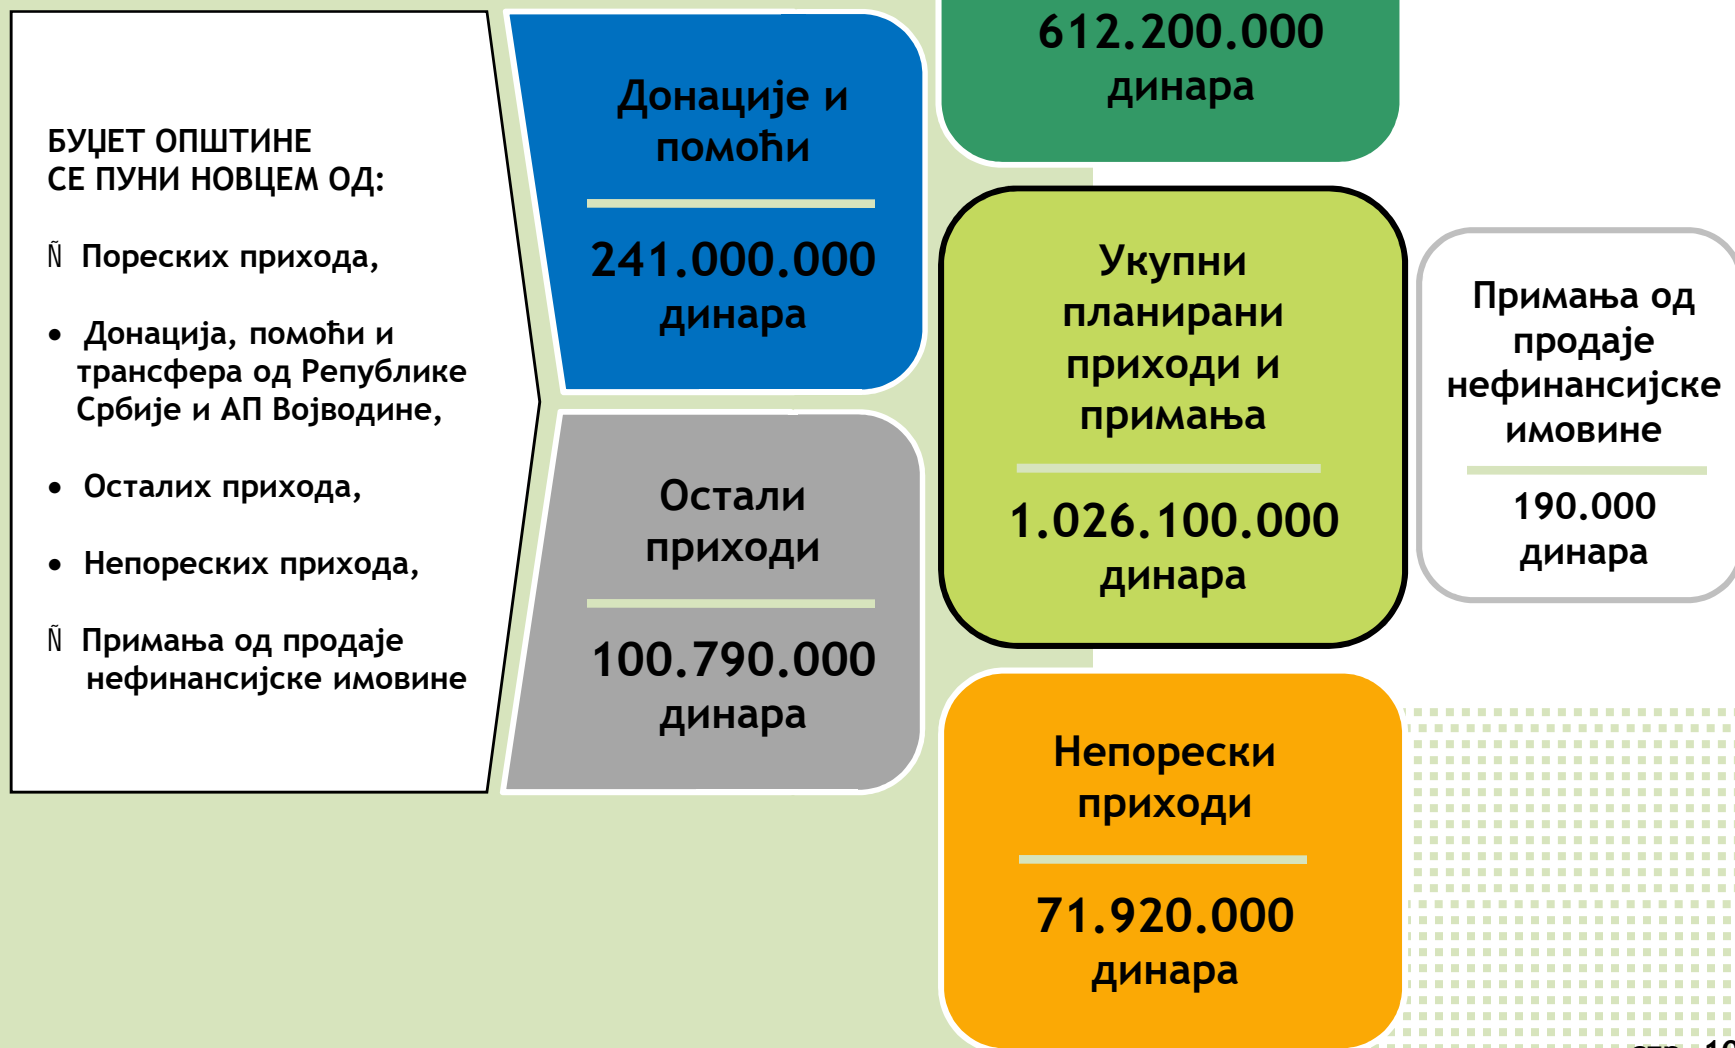 БУЏЕТ ОПШТИНЕ
СЕ ПУНИ НОВЦЕМ ОД:
Ñ Пореских прихода,
• Донација, помоћи и
трансфера од Републике
Србије и АП Војводине,
• Осталих прихода,
• Непореских прихода,
Ñ Примања од продаје
нефинансијске имовине
Донације и
помоћи
241.000.000
динара
Остали
приходи
100.790.000
динара
612.200.000
динара
Укупни
планирани
приходи и
примања
1.026.100.000
динара
Непорески
приходи
71.920.000
динара
Примања од
продаје
нефинансијске
имовине
190.000
динара